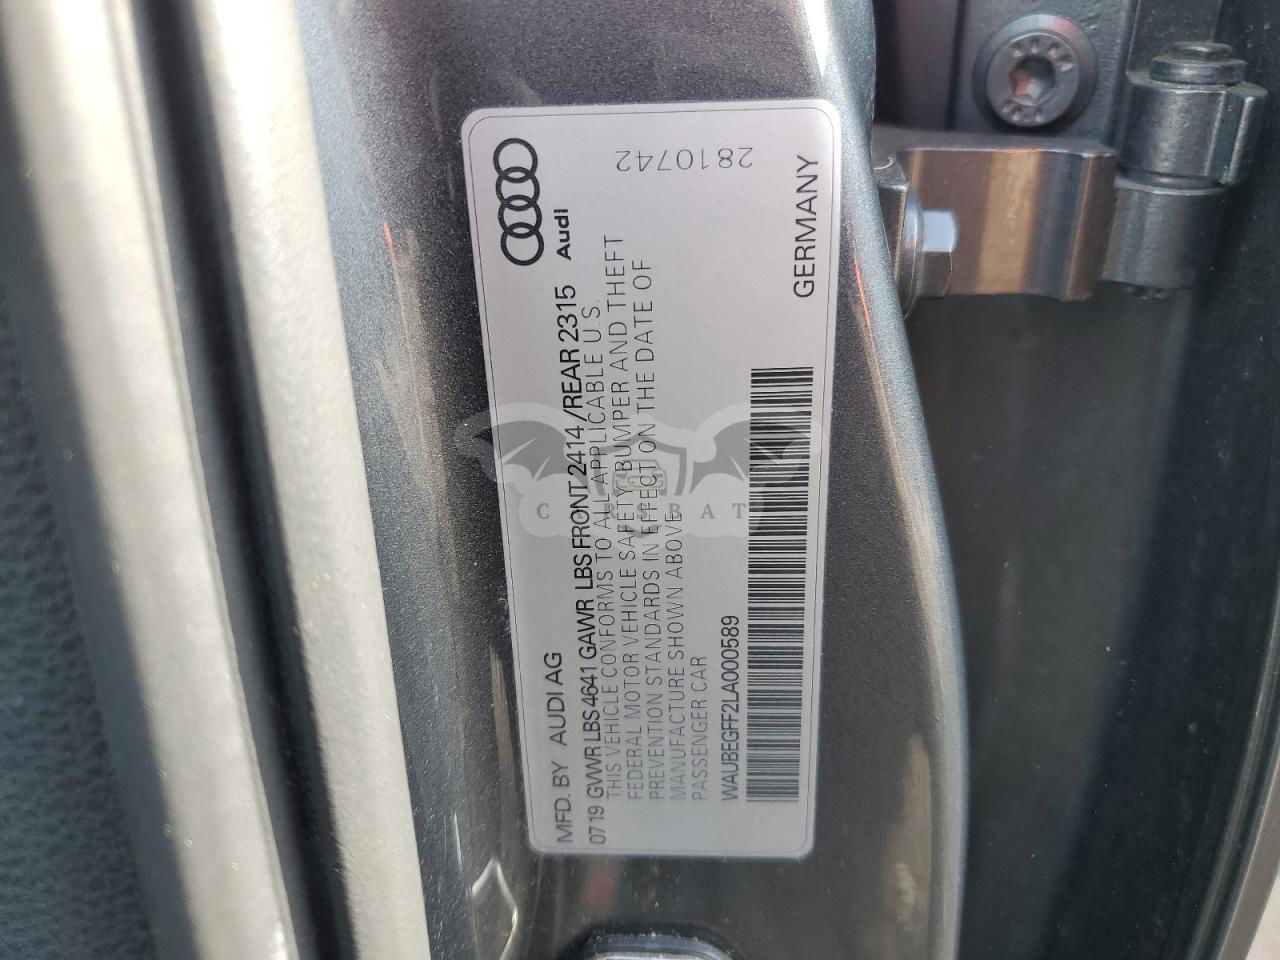 Audi
2810742
MFD. BY AUDI AG
0719 GVWR LBS 4641 GAWR LBS FRONT 2414 / REAR 2315
THIS VEHICLE CONFORMS TO ALL APPLICABLE U.S.
FEDERAL MOTOR VEHICLE SAFETY BUMPER AND THEFT
PREVENTION STANDARDS IN EFFECT ON THE DATE OF
MANUFACTURE SHOWN ABOVE
PASSENGER CAR
WAUBEGFF2LA000589
GERMANY